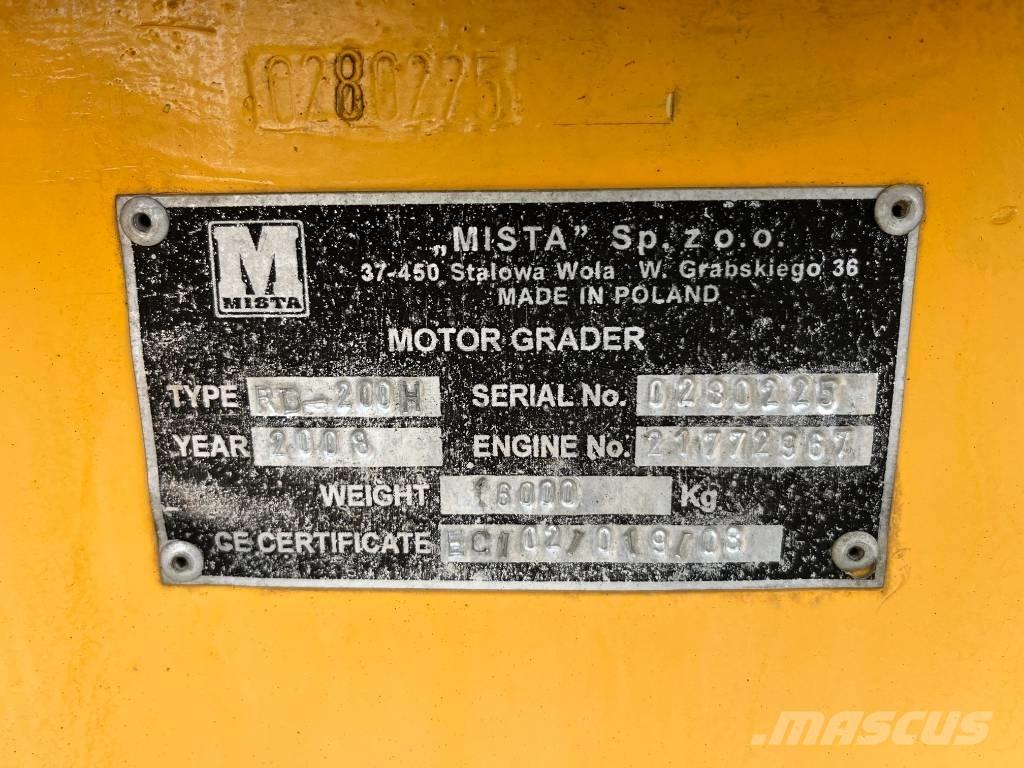 0280225
M
MISTA
„MISTA” Sp. z o.o.
37-450 Stalowa Wola W. Grabskiego 36
MADE IN POLAND
MOTOR GRADER
TYPE RD-200H SERIAL No. 0280225
YEAR 2008 ENGINE No. 21772967
WEIGHT 16000 Kg
CE CERTIFICATE EC/02/019/08
MASCUS